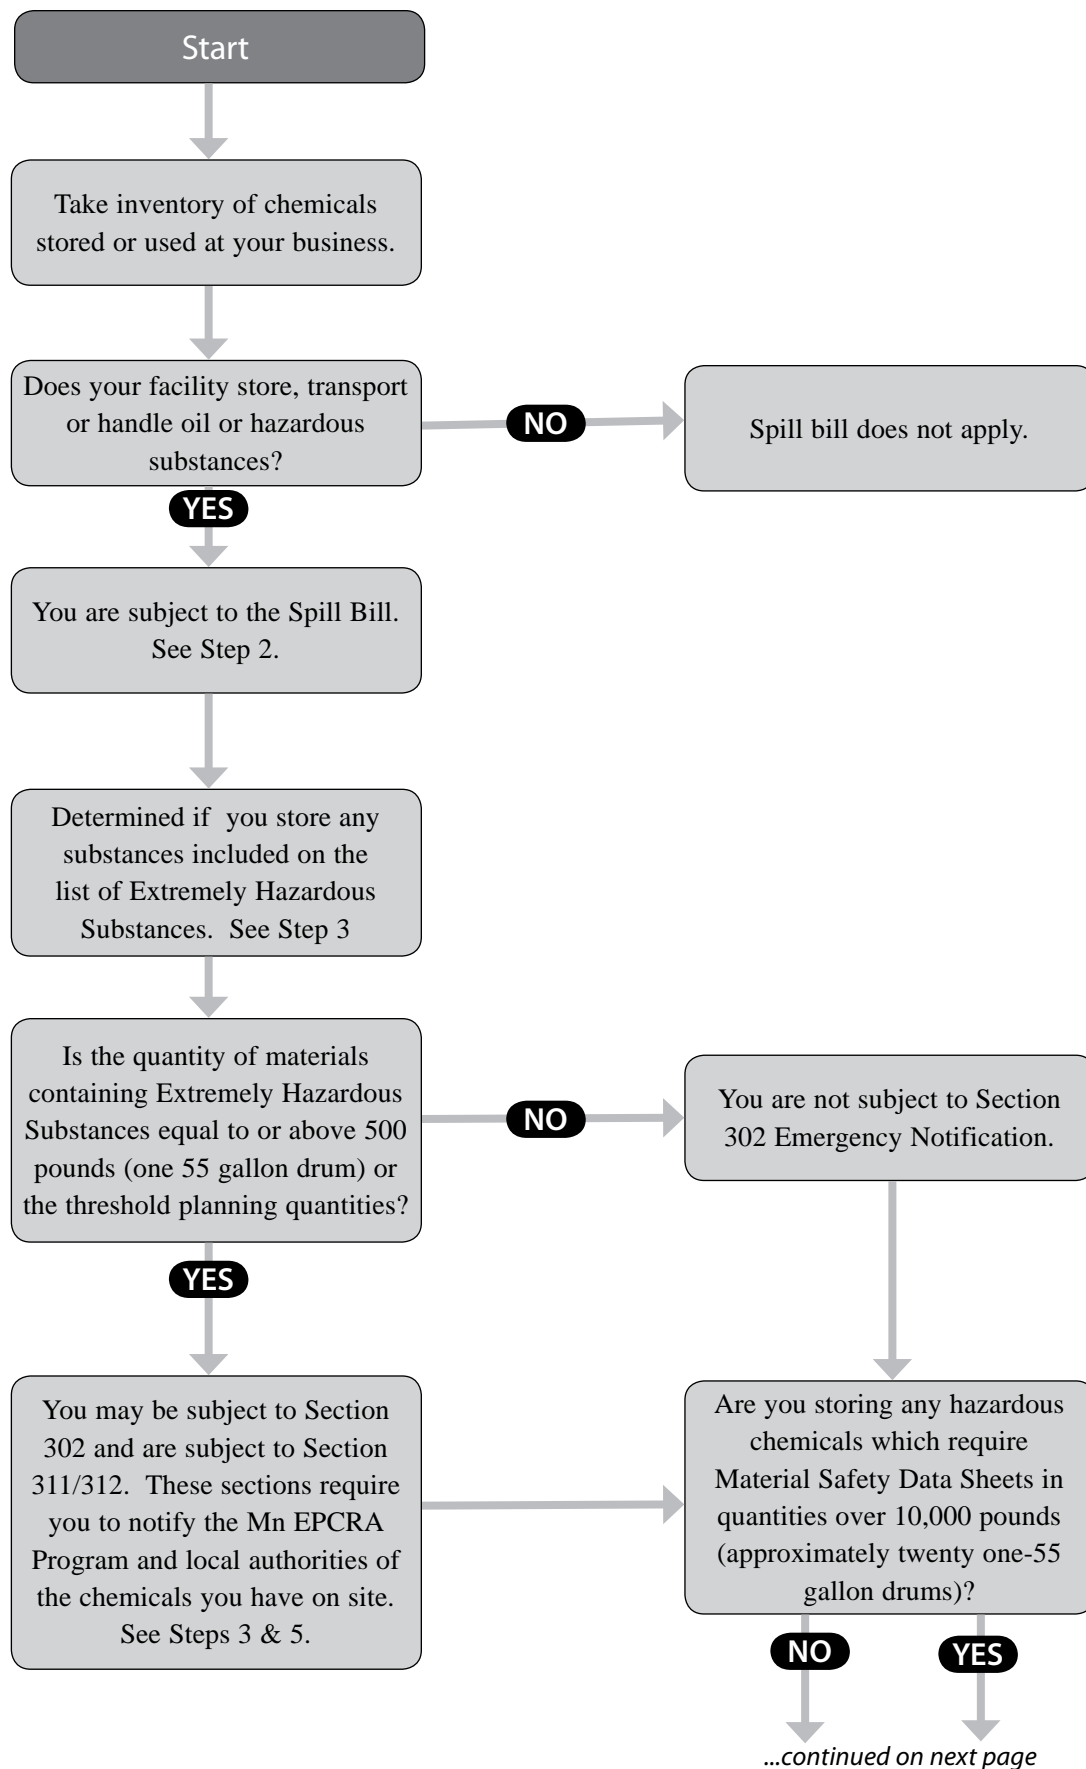 Start
Take inventory of chemicals
stored or used at your business.
Does your facility store, transport
or handle oil or hazardous
substances?
NO
Spill bill does not apply.
YES
You are subject to the Spill Bill.
See Step 2.
Determined if  you store any
substances included on the
list of Extremely Hazardous
Substances.  See Step 3
Is the quantity of materials
containing Extremely Hazardous
Substances equal to or above 500
pounds (one 55 gallon drum) or
the threshold planning quantities?
NO
You are not subject to Section
302 Emergency Notification.
YES
You may be subject to Section
302 and are subject to Section
311/312.  These sections require
you to notify the Mn EPCRA
Program and local authorities of
the chemicals you have on site.
See Steps 3 & 5.
Are you storing any hazardous
chemicals which require
Material Safety Data Sheets in
quantities over 10,000 pounds
(approximately twenty one-55
gallon drums)?
NO
YES
...continued on next page